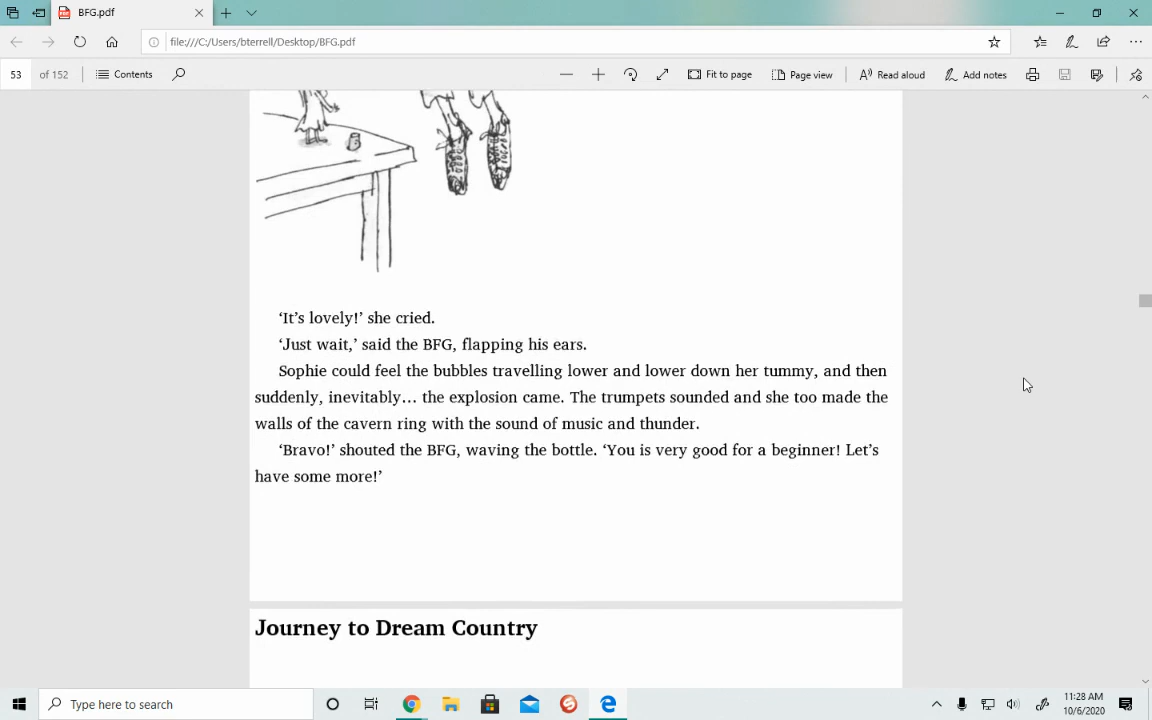 BFG.pdf
file:///C:/Users/bterrell/Desktop/BFG.pdf
53 of 152 Contents Fit to page Page view Read aloud Add notes
‘It’s lovely!’ she cried.
‘Just wait,’ said the BFG, flapping his ears.
Sophie could feel the bubbles travelling lower and lower down her tummy, and then
suddenly, inevitably… the explosion came. The trumpets sounded and she too made the
walls of the cavern ring with the sound of music and thunder.
‘Bravo!’ shouted the BFG, waving the bottle. ‘You is very good for a beginner! Let’s
have some more!’
Journey to Dream Country
Type here to search
11:28 AM
10/6/2020